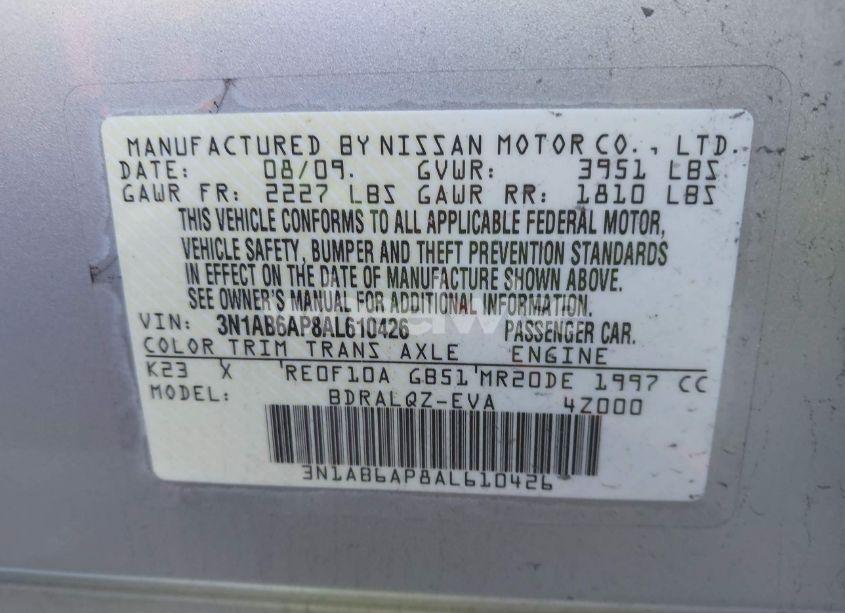 MANUFACTURED BY NISSAN MOTOR CO., LTD.
DATE: 08/09. GVWR: 3951 LBS
GAWR FR: 2227 LBS GAWR RR: 1810 LBS
THIS VEHICLE CONFORMS TO ALL APPLICABLE FEDERAL MOTOR,
VEHICLE SAFETY, BUMPER AND THEFT PREVENTION STANDARDS
IN EFFECT ON THE DATE OF MANUFACTURE SHOWN ABOVE.
SEE OWNER'S MANUAL FOR ADDITIONAL INFORMATION.
VIN: 3N1AB6AP8AL610426 PASSENGER CAR.
COLOR TRIM TRANS AXLE ENGINE
K23 X RE0F10A GB51 MR20DE 1997 CC
MODEL: BDRALQZ-EVA 4Z000
3N1AB6AP8AL610426